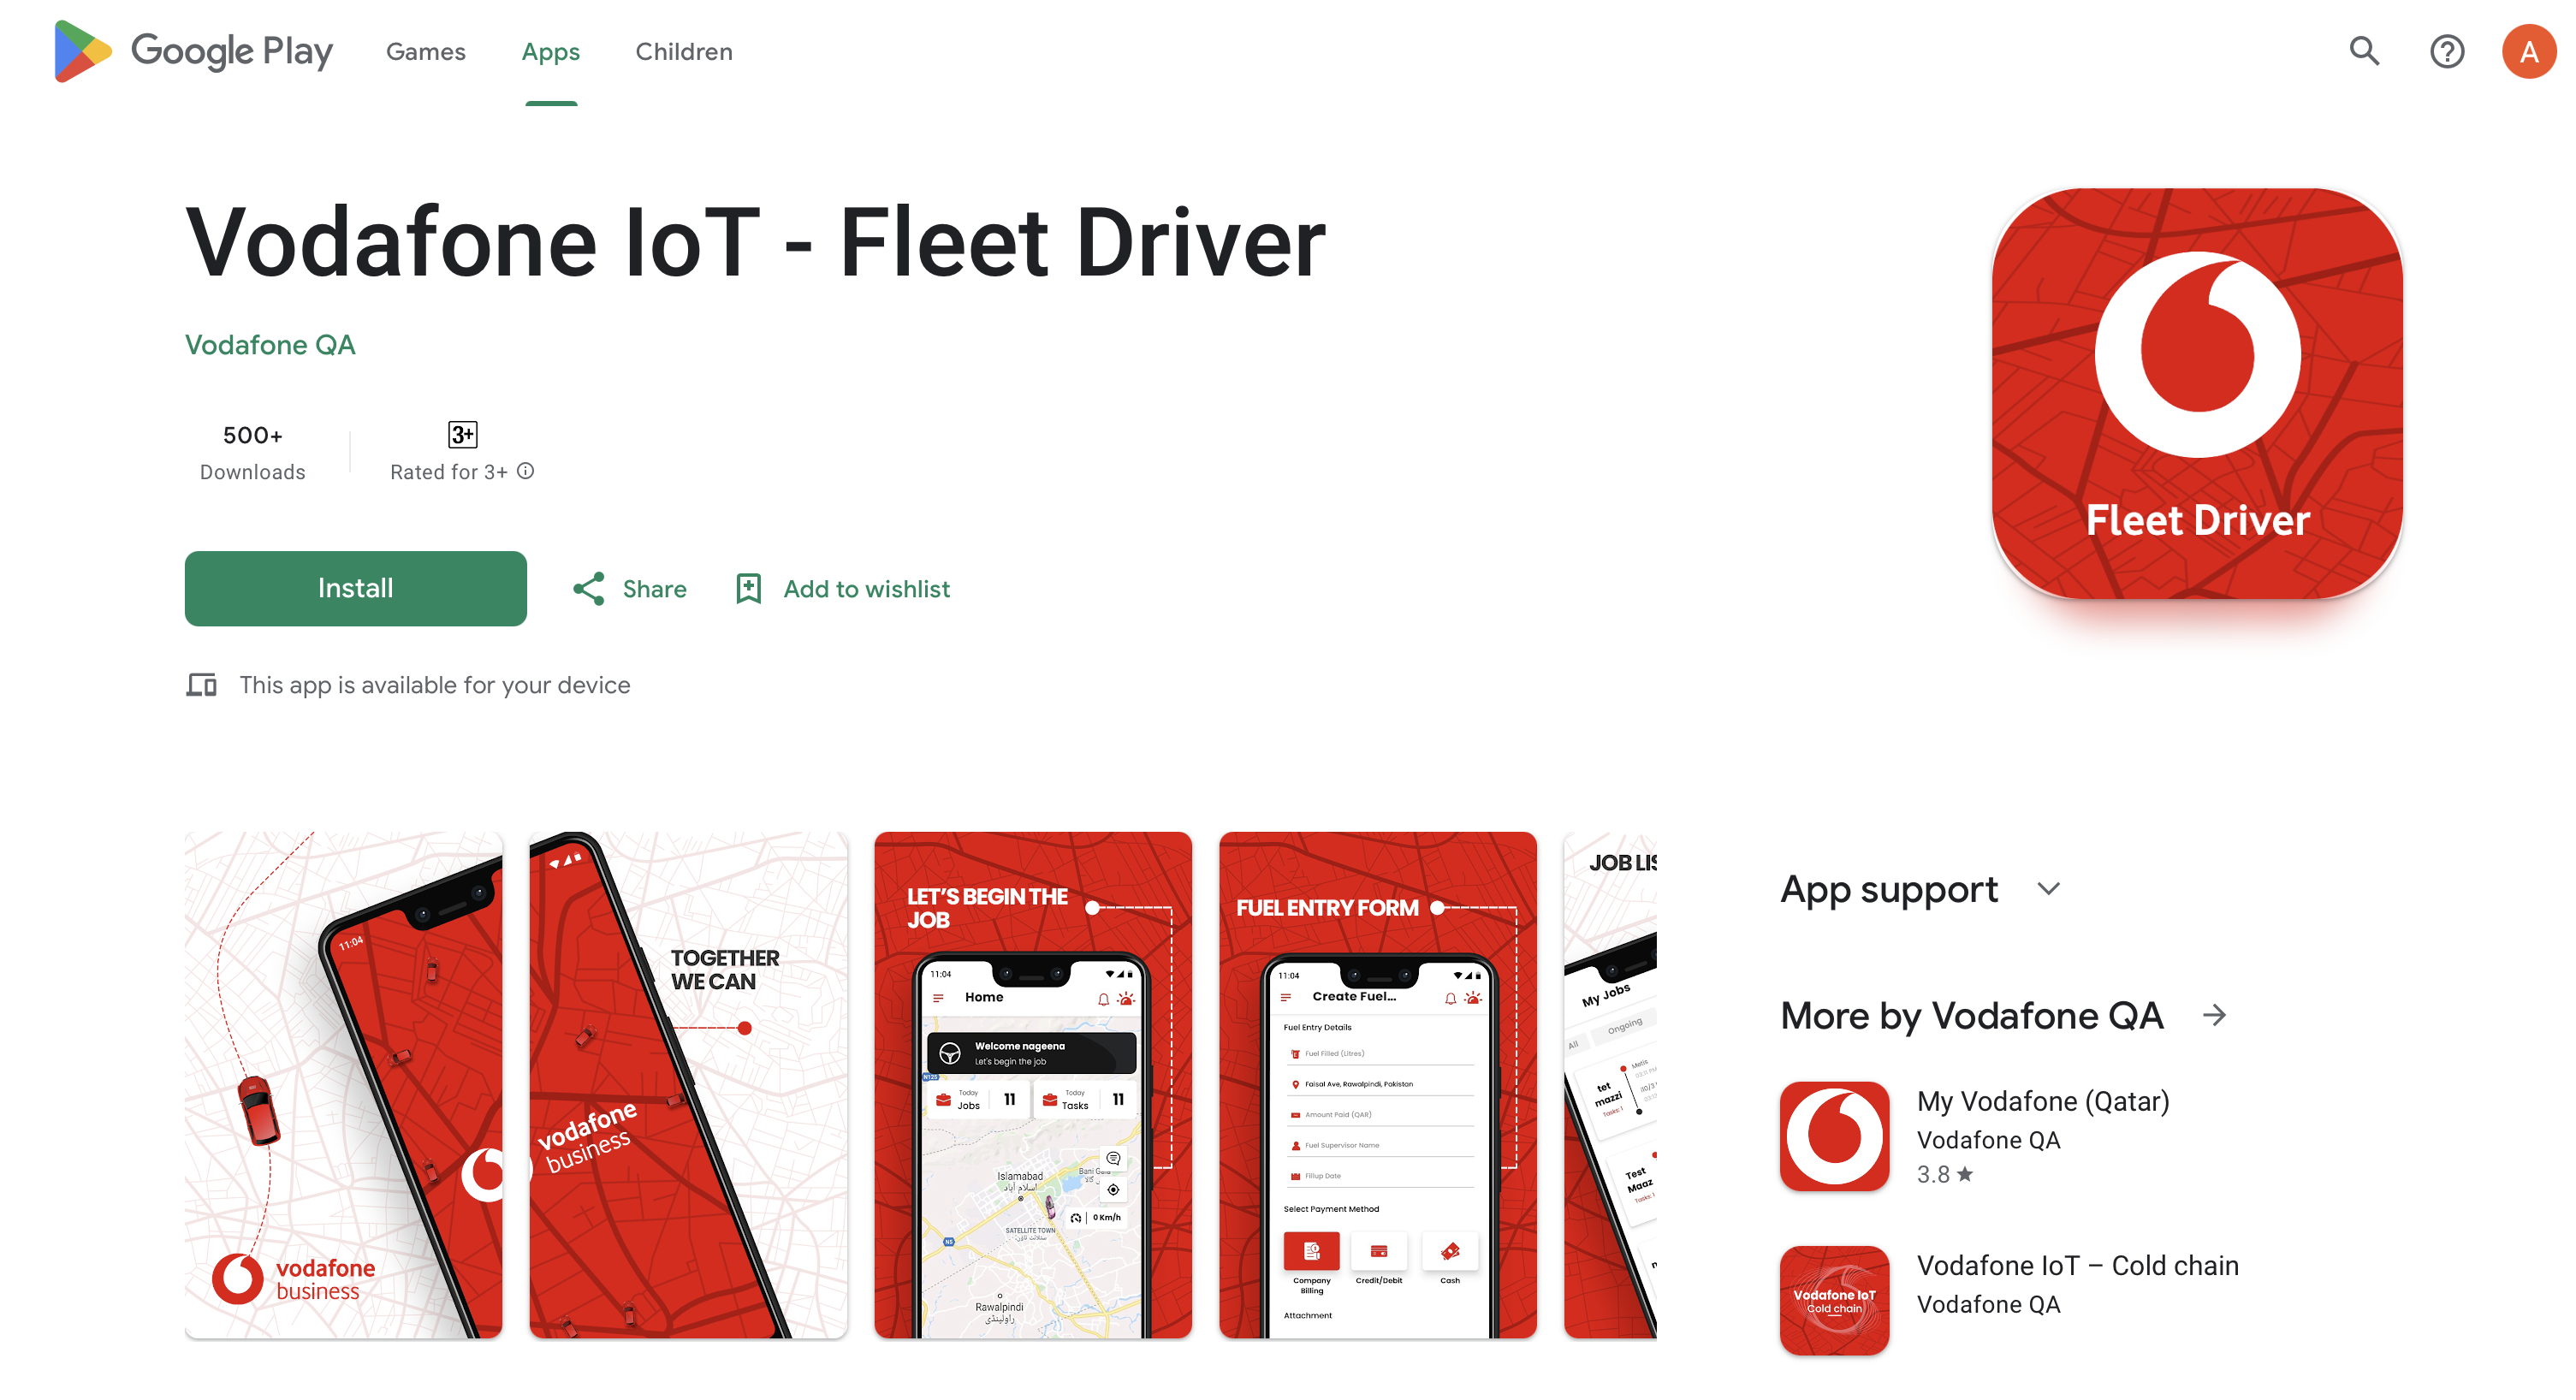 Google Play
Games
Apps
Children
A
Vodafone IoT - Fleet Driver
Vodafone QA
500+
Downloads
3+
Rated for 3+
Install
Share
Add to wishlist
This app is available for your device
Fleet Driver
11:04
vodafone
business
TOGETHER
WE CAN
vodafone
business
LET'S BEGIN THE
JOB
11:04
Home
Welcome nageena
Let's begin the job
Today
Jobs
11
Today
Tasks
11
Islamabad
اسلام آباد
SATELLITE TOWN
0 Km/h
N5
Rawalpindi
راولپنڈی
FUEL ENTRY FORM
11:04
Create Fuel...
Fuel Entry Details
Fuel Filled (Litres)
Faisal Ave, Rawalpindi, Pakistan
Amount Paid (QAR)
Fuel Supervisor Name
Fillup Date
Select Payment Method
Company
Billing
Credit/Debit
Cash
Attachment
JOB LIS
My Jobs
All
Ongoing
tet
mazzi
Tasks: 1
Test
Maaz
App support
More by Vodafone QA
My Vodafone (Qatar)
Vodafone QA
3.8
Vodafone IoT
Cold chain
Vodafone IoT – Cold chain
Vodafone QA